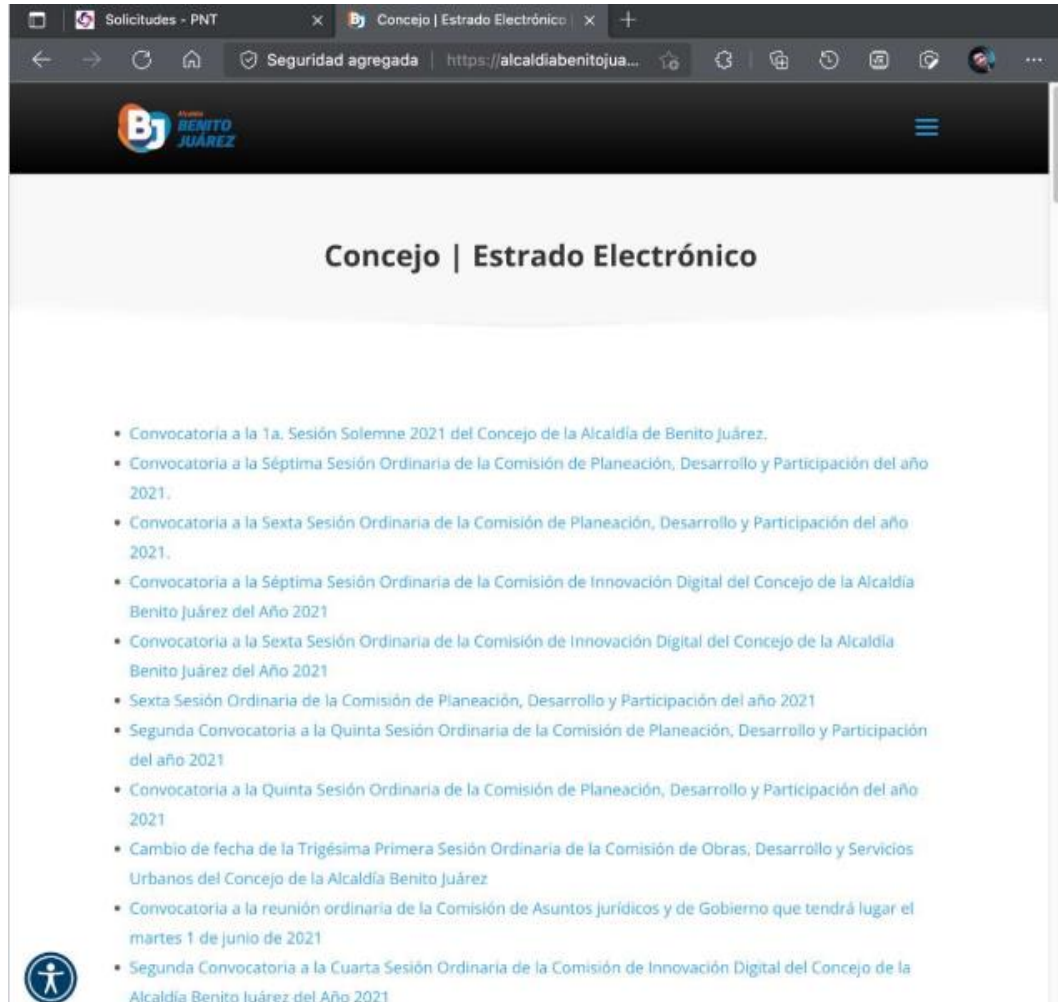 Solicitudes - PNT
Concejo | Estrado Electrónico |
Seguridad agregada | https://alcaldiabenitojua...
BJ Alcaldía
BENITO
JUÁREZ
Concejo | Estrado Electrónico
• Convocatoria a la 1a. Sesión Solemne 2021 del Concejo de la Alcaldía de Benito Juárez.
• Convocatoria a la Séptima Sesión Ordinaria de la Comisión de Planeación, Desarrollo y Participación del año
2021.
• Convocatoria a la Sexta Sesión Ordinaria de la Comisión de Planeación, Desarrollo y Participación del año
2021.
• Convocatoria a la Séptima Sesión Ordinaria de la Comisión de Innovación Digital del Concejo de la Alcaldía
Benito Juárez del Año 2021
• Convocatoria a la Sexta Sesión Ordinaria de la Comisión de Innovación Digital del Concejo de la Alcaldía
Benito Juárez del Año 2021
• Sexta Sesión Ordinaria de la Comisión de Planeación, Desarrollo y Participación del año 2021
• Segunda Convocatoria a la Quinta Sesión Ordinaria de la Comisión de Planeación, Desarrollo y Participación
del año 2021
• Convocatoria a la Quinta Sesión Ordinaria de la Comisión de Planeación, Desarrollo y Participación del año
2021
• Cambio de fecha de la Trigésima Primera Sesión Ordinaria de la Comisión de Obras, Desarrollo y Servicios
Urbanos del Concejo de la Alcaldía Benito Juárez
• Convocatoria a la reunión ordinaria de la Comisión de Asuntos jurídicos y de Gobierno que tendrá lugar el
martes 1 de junio de 2021
• Segunda Convocatoria a la Cuarta Sesión Ordinaria de la Comisión de Innovación Digital del Concejo de la
Alcaldía Benito Juárez del Año 2021